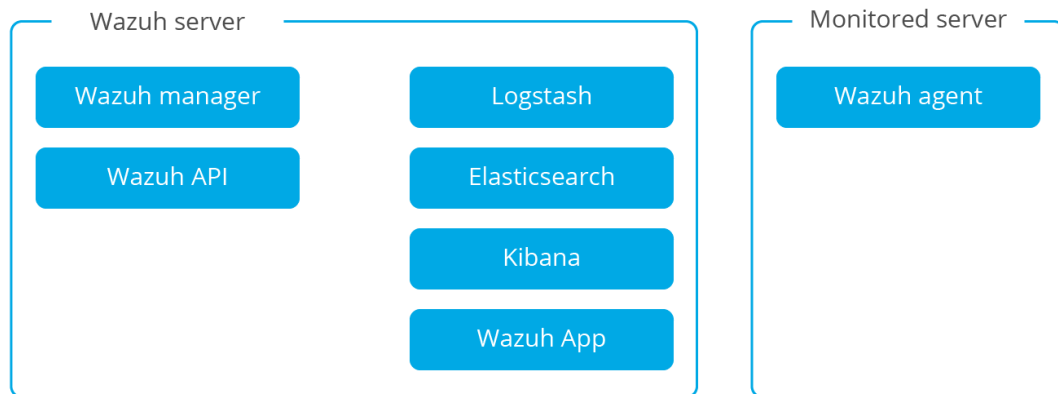 Wazuh server
Wazuh manager
Wazuh API
Logstash
Elasticsearch
Kibana
Wazuh App
Monitored server
Wazuh agent